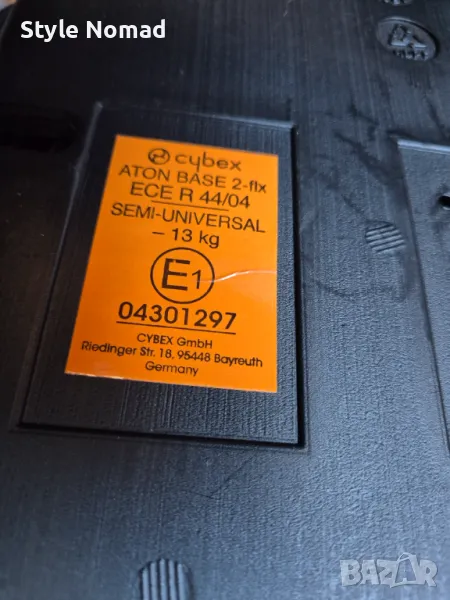 Style Nomad
cybex
ATON BASE 2-fix
ECE R 44/04
SEMI-UNIVERSAL
– 13 kg
E1
04301297
CYBEX GmbH
Riedinger Str. 18, 95448 Bayreuth
Germany
BAZAR